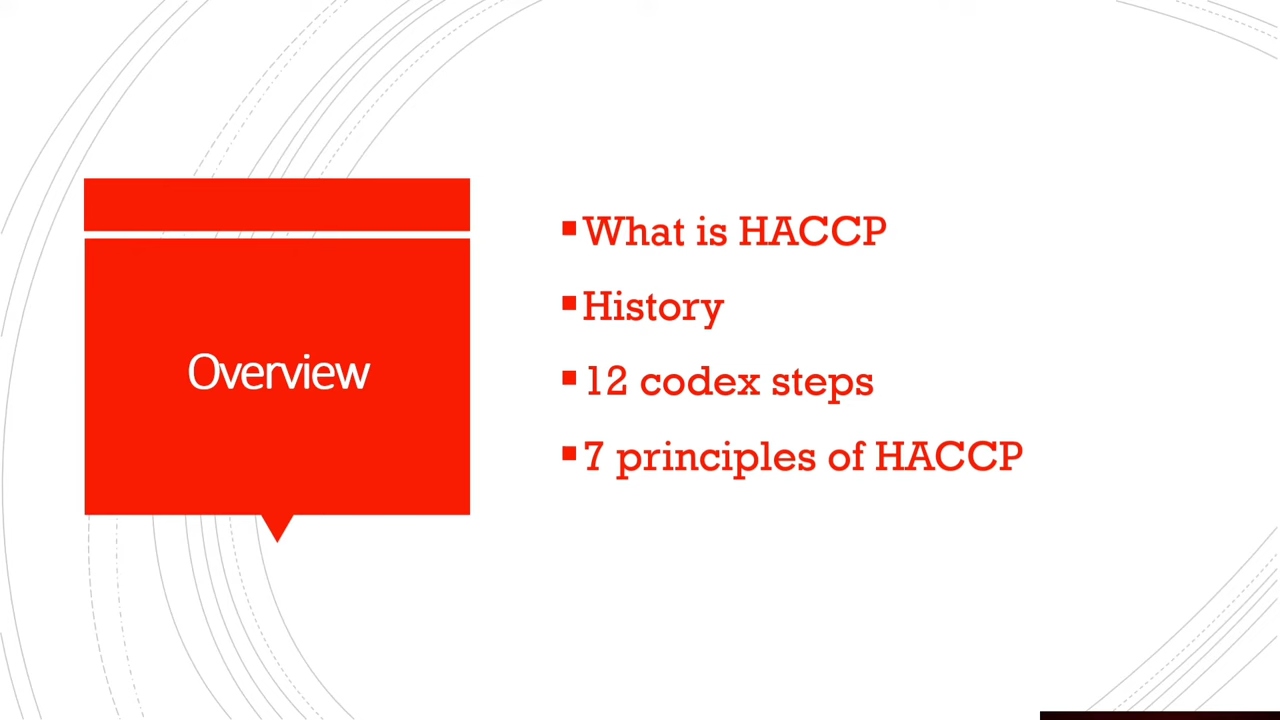 Overview
What is HACCP
History
12 codex steps
7 principles of HACCP